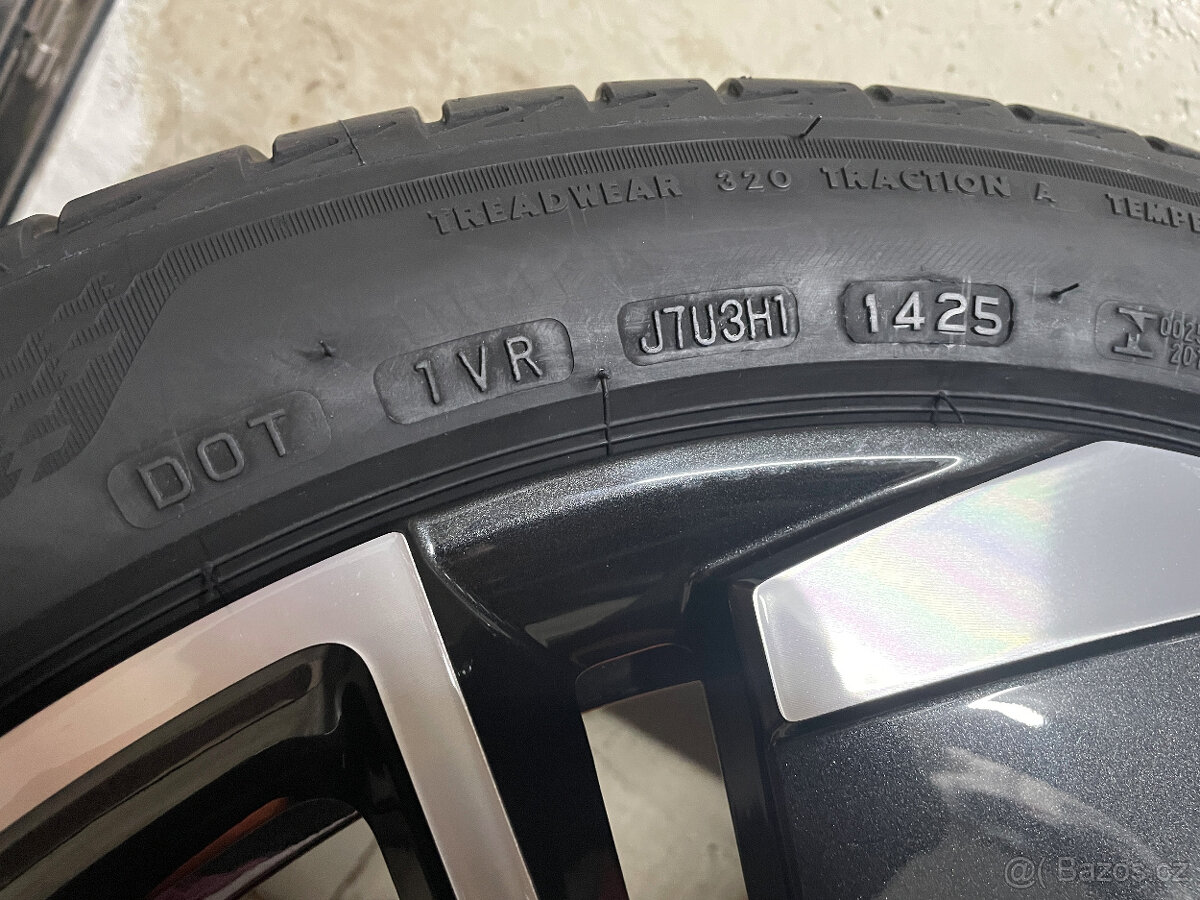 TREADWEAR 320 TRACTION A
DOT 1VR J7U3H1 1425
@( Bazos.cz